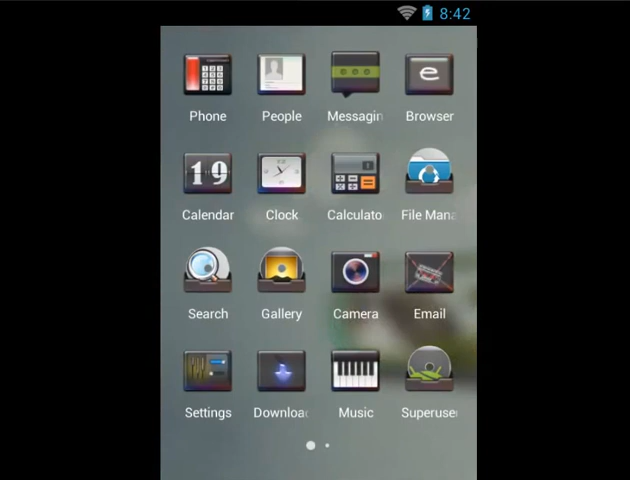 8:42
Phone
People
Messagin
Browser
19
Calendar
Clock
Calculato
File Mana
Search
Gallery
Camera
Email
Settings
Downloa
Music
Superuse